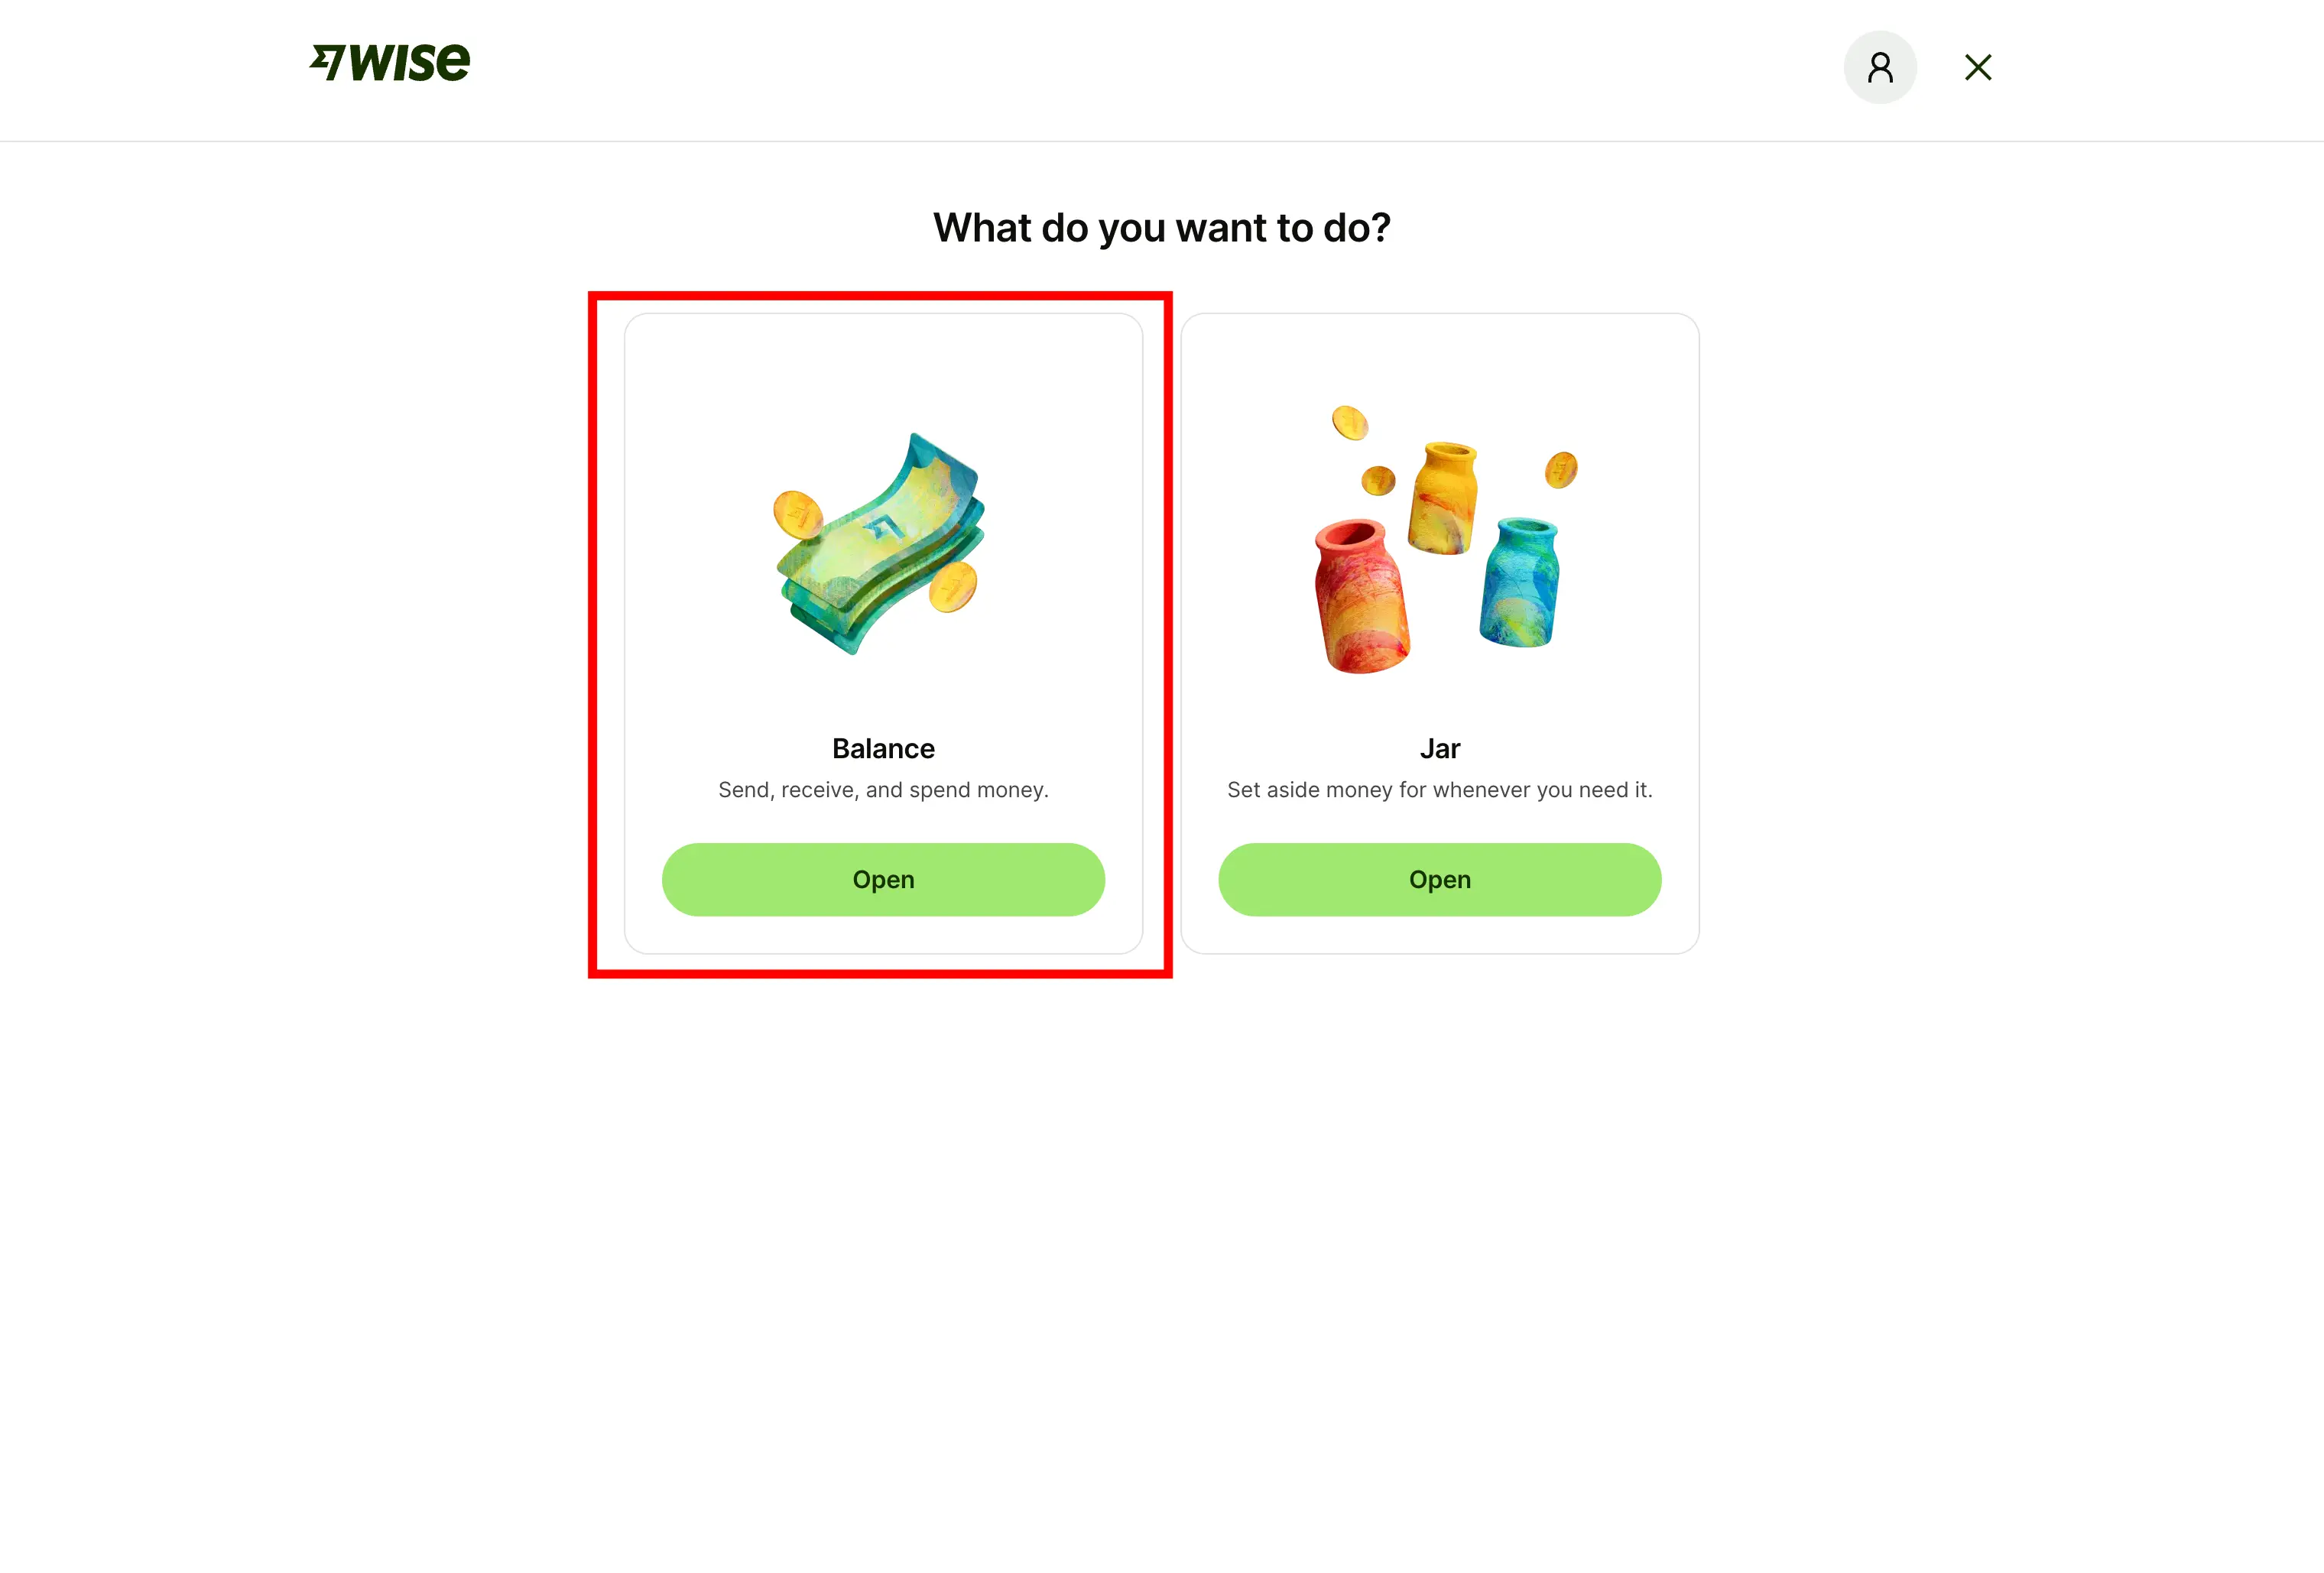 wise
What do you want to do?
Balance
Send, receive, and spend money.
Open
Jar
Set aside money for whenever you need it.
Open